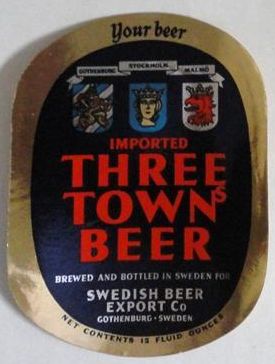 Your beer
GOTHENBURG STOCKHOLM MALMÖ
IMPORTED
THREE
TOWNS
BEER
BREWED AND BOTTLED IN SWEDEN FOR
SWEDISH BEER
EXPORT Co
GOTHENBURG · SWEDEN
NET CONTENTS 12 FLUID OUNCES